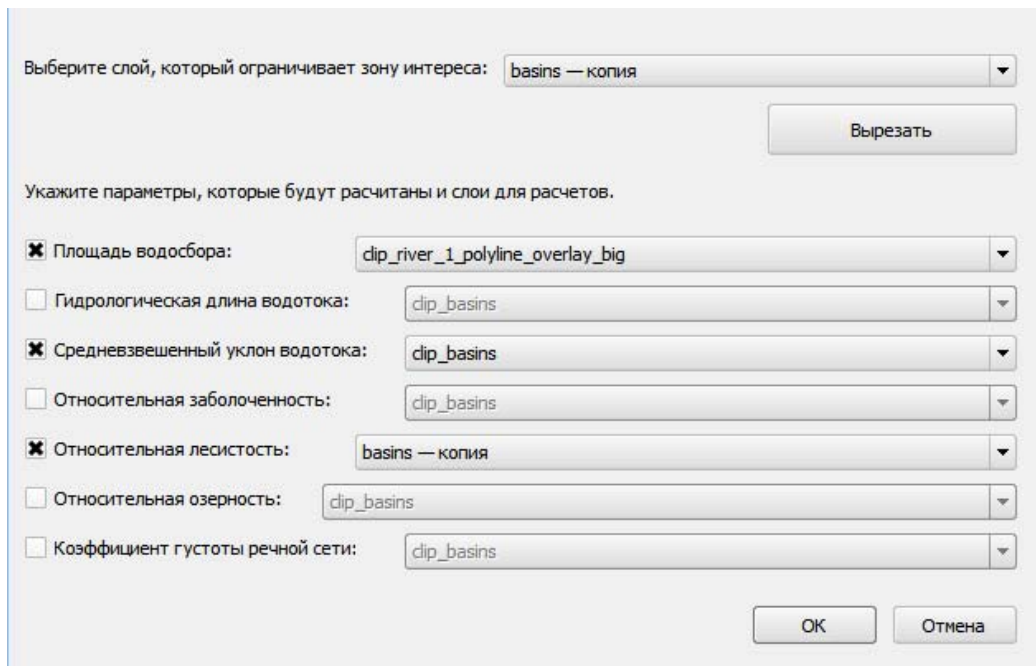 Выберите слой, который ограничивает зону интереса: basins — копия
Вырезать
Укажите параметры, которые будут расчитаны и слои для расчетов.
Площадь водосбора: clip_river_1_polyline_overlay_big
Гидрологическая длина водотока: clip_basins
Средневзвешенный уклон водотока: clip_basins
Относительная заболоченность: clip_basins
Относительная лесистость: basins — копия
Относительная озерность: clip_basins
Коэффициент густоты речной сети: clip_basins
ОК Отмена